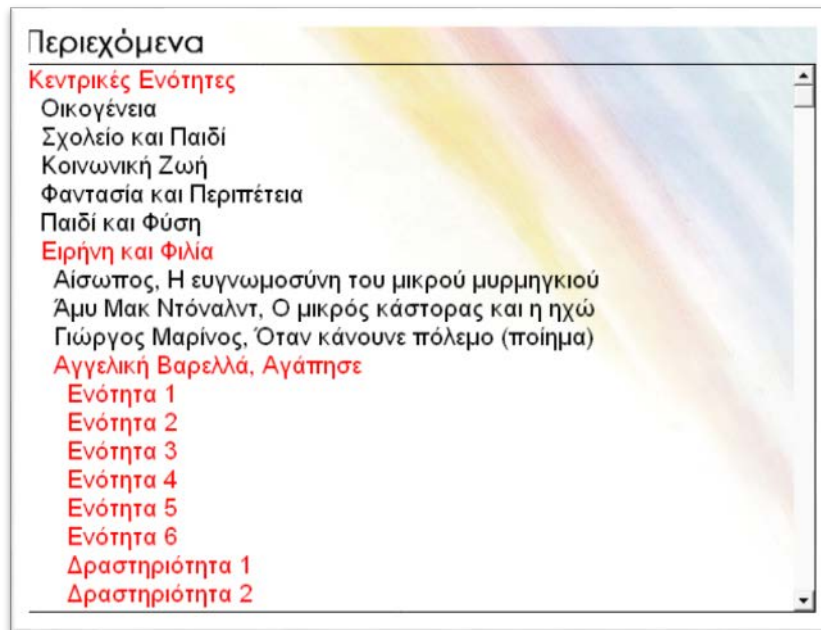 Περιεχόμενα
Κεντρικές Ενότητες
Οικογένεια
Σχολείο και Παιδί
Κοινωνική Ζωή
Φαντασία και Περιπέτεια
Παιδί και Φύση
Ειρήνη και Φιλία
Αίσωπος, Η ευγνωμοσύνη του μικρού μυρμηγκιού
Άμυ Μακ Ντόναλντ, Ο μικρός κάστορας και η ηχώ
Γιώργος Μαρίνος, Όταν κάνουνε πόλεμο (ποίημα)
Αγγελική Βαρελλά, Αγάπησε
Ενότητα 1
Ενότητα 2
Ενότητα 3
Ενότητα 4
Ενότητα 5
Ενότητα 6
Δραστηριότητα 1
Δραστηριότητα 2